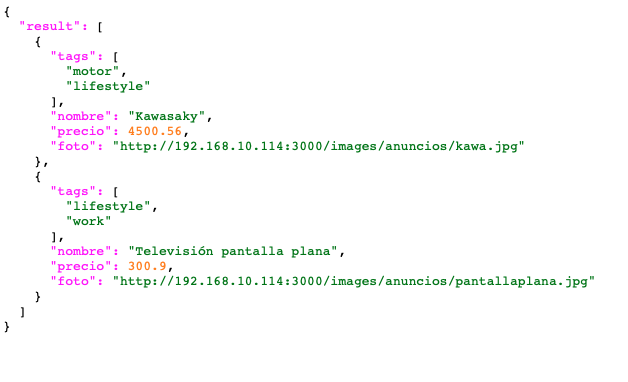 {
  "result": [
    {
      "tags": [
        "motor",
        "lifestyle"
      ],
      "nombre": "Kawasaky",
      "precio": 4500.56,
      "foto": "http://192.168.10.114:3000/images/anuncios/kawa.jpg"
    },
    {
      "tags": [
        "lifestyle",
        "work"
      ],
      "nombre": "Televisión pantalla plana",
      "precio": 300.9,
      "foto": "http://192.168.10.114:3000/images/anuncios/pantallaplana.jpg"
    }
  ]
}